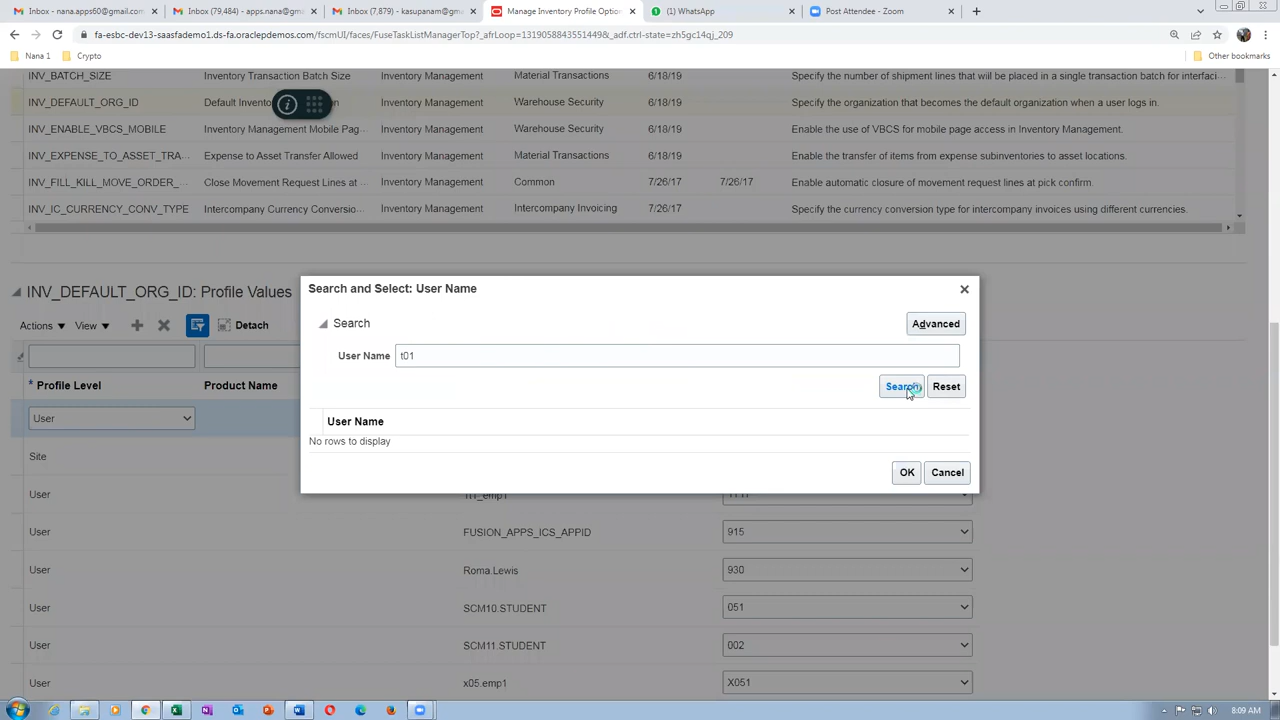 Inbox - nana.apps60@gmail.com
Inbox (79,484) - apps.nana@gm
Inbox (7,879) - kasupanam@gm
Manage Inventory Profile Option
(1) WhatsApp
Post Attendee - Zoom
fa-esbc-dev13-saasfademo1.ds-fa.oraclepdemos.com/fscmUI/faces/FuseTaskListManagerTop?_afrLoop=13190588435514498&_adf.ctrl-state=zh5gc14qj_209
Nana 1
Crypto
Other bookmarks
INV_BATCH_SIZE Inventory Transaction Batch Size Inventory Management Material Transactions 6/18/19 Specify the number of shipment lines that will be placed in a single transaction batch for interfaci...
INV_DEFAULT_ORG_ID Default Invento n Inventory Management Warehouse Security 6/18/19 Specify the organization that becomes the default organization when a user logs in.
INV_ENABLE_VBCS_MOBILE Inventory Management Mobile Pag... Inventory Management Warehouse Security 6/18/19 Enable the use of VBCS for mobile page access in Inventory Management.
INV_EXPENSE_TO_ASSET_TRA... Expense to Asset Transfer Allowed Inventory Management Material Transactions 6/18/19 Enable the transfer of items from expense subinventories to asset locations.
INV_FILL_KILL_MOVE_ORDER_... Close Movement Request Lines at ... Inventory Management Common 7/26/17 7/26/17 Enable automatic closure of movement request lines at pick confirm.
INV_IC_CURRENCY_CONV_TYPE Intercompany Currency Conversio... Inventory Management Intercompany Invoicing 7/26/17 Specify the currency conversion type for intercompany invoices using different currencies.
INV_DEFAULT_ORG_ID: Profile Values
Actions View Detach
* Profile Level Product Name
User
Search and Select: User Name
Search
Advanced
User Name t01
Search Reset
User Name
No rows to display
OK Cancel
Site
User
User FUSION_APPS_ICS_APPID 915
User Roma.Lewis 930
User SCM10.STUDENT 051
User SCM11.STUDENT 002
User x05.emp1 X051
8:09 AM